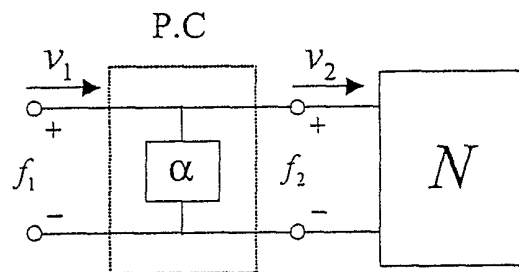 P.C
v₁
v₂
+
+
f₁
α
f₂
N
−
−